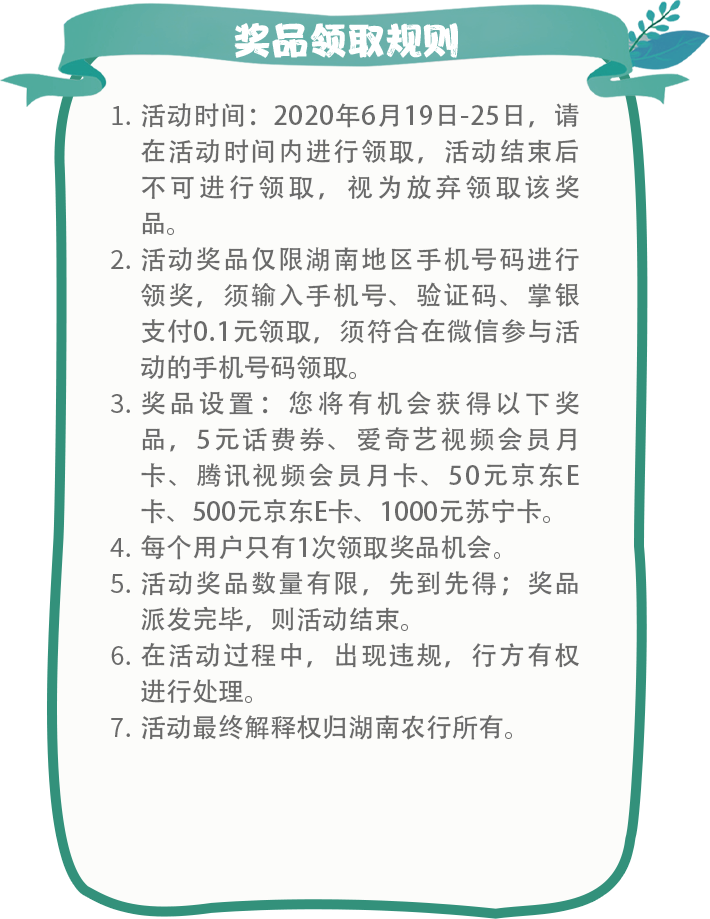 奖品领取规则
1. 活动时间：2020年6月19日-25日，请
在活动时间内进行领取，活动结束后
不可进行领取，视为放弃领取该奖
品。
2. 活动奖品仅限湖南地区手机号码进行
领奖，须输入手机号、验证码、掌银
支付0.1元领取，须符合在微信参与活
动的手机号码领取。
3. 奖品设置：您将有机会获得以下奖
品，5元话费券、爱奇艺视频会员月
卡、腾讯视频会员月卡、50元京东E
卡、500元京东E卡、1000元苏宁卡。
4. 每个用户只有1次领取奖品机会。
5. 活动奖品数量有限，先到先得；奖品
派发完毕，则活动结束。
6. 在活动过程中，出现违规，行方有权
进行处理。
7. 活动最终解释权归湖南农行所有。